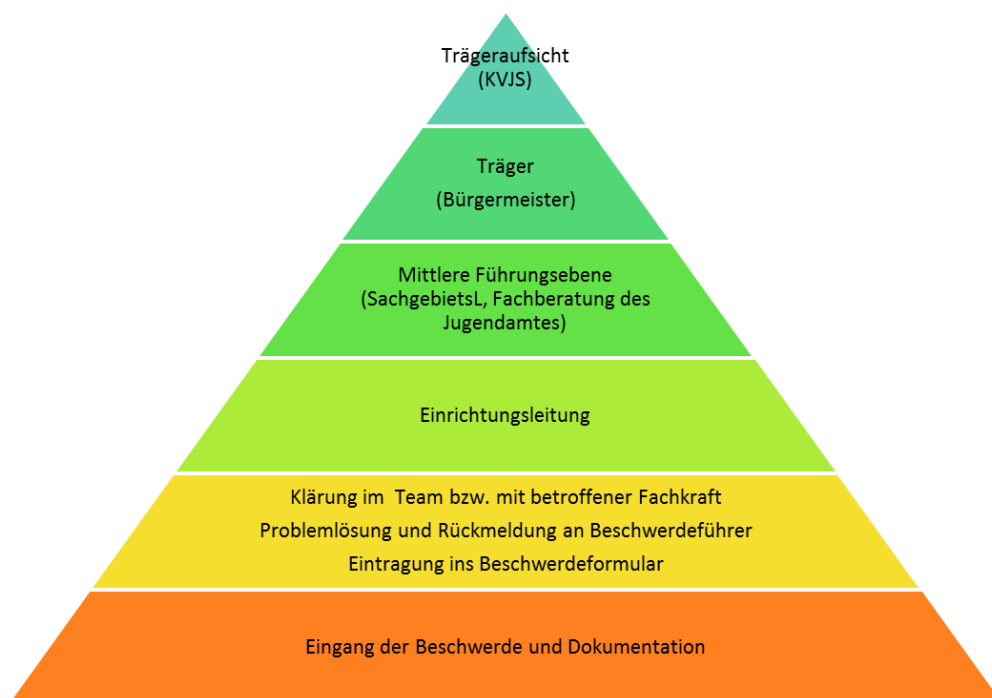 Trägeraufsicht
(KVJS)
Träger
(Bürgermeister)
Mittlere Führungsebene
(SachgebietsL, Fachberatung des
Jugendamtes)
Einrichtungsleitung
Klärung im  Team bzw. mit betroffener Fachkraft
Problemlösung und Rückmeldung an Beschwerdeführer
Eintragung ins Beschwerdeformular
Eingang der Beschwerde und Dokumentation